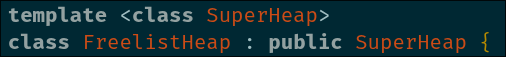 template <class SuperHeap>
class FreelistHeap : public SuperHeap {